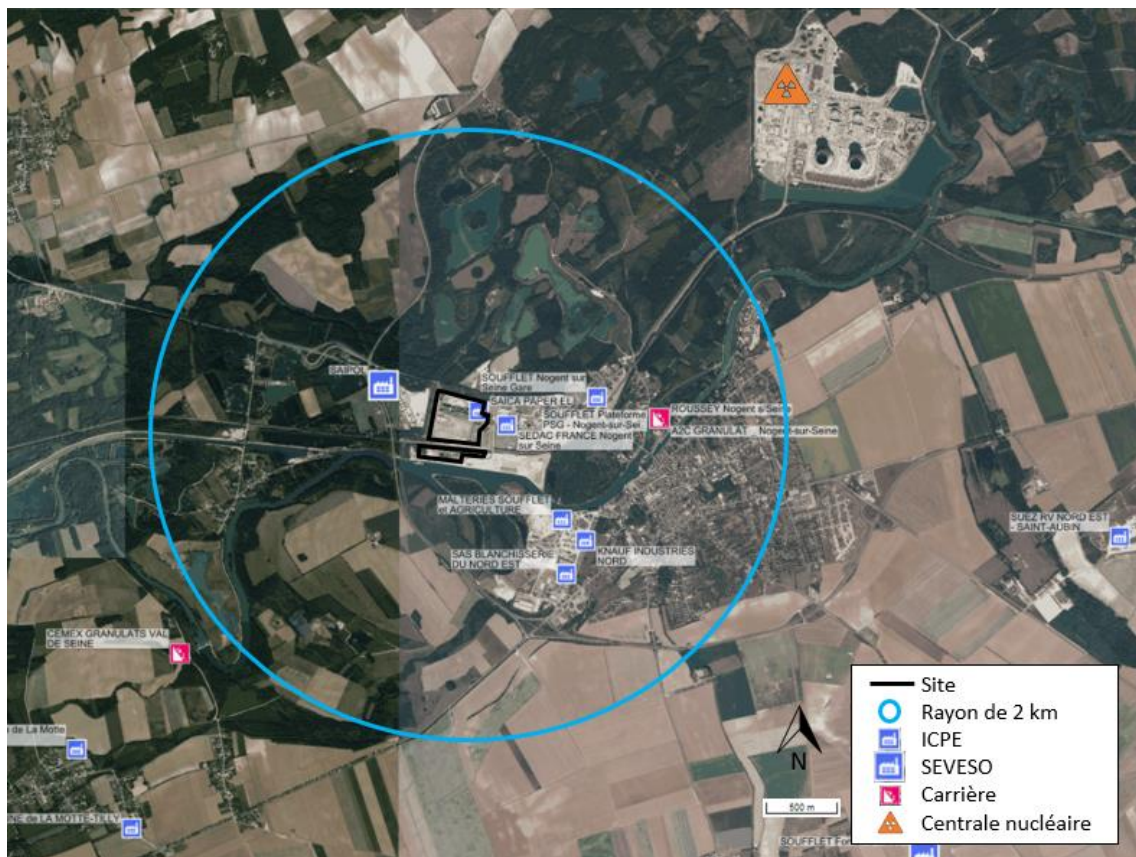 SAIPOL
SOUFFLET Nogent sur
Seine Gare
SAICA PAPER EL
SOUFFLET Plateforme
PSG - Nogent-sur-Sei
SEDAC FRANCE Nogent
sur Seine
ROUSSEY Nogent s/Seine
A2C GRANULAT _ Nogent-sur-Seine
MALTERIES SOUFFLET
et AGRICULTURE
SAS BLANCHISSERIE
DU NORD EST
KNAUF INDUSTRIES
NORD
SUEZ RV NORD EST
- SAINT-AUBIN
CEMEX GRANULATS VAL
DE SEINE
de La Motte
NE de LA MOTTE-TILLY
SOUFFLET
N
500 m
Site
Rayon de 2 km
ICPE
SEVESO
Carrière
Centrale nucléaire